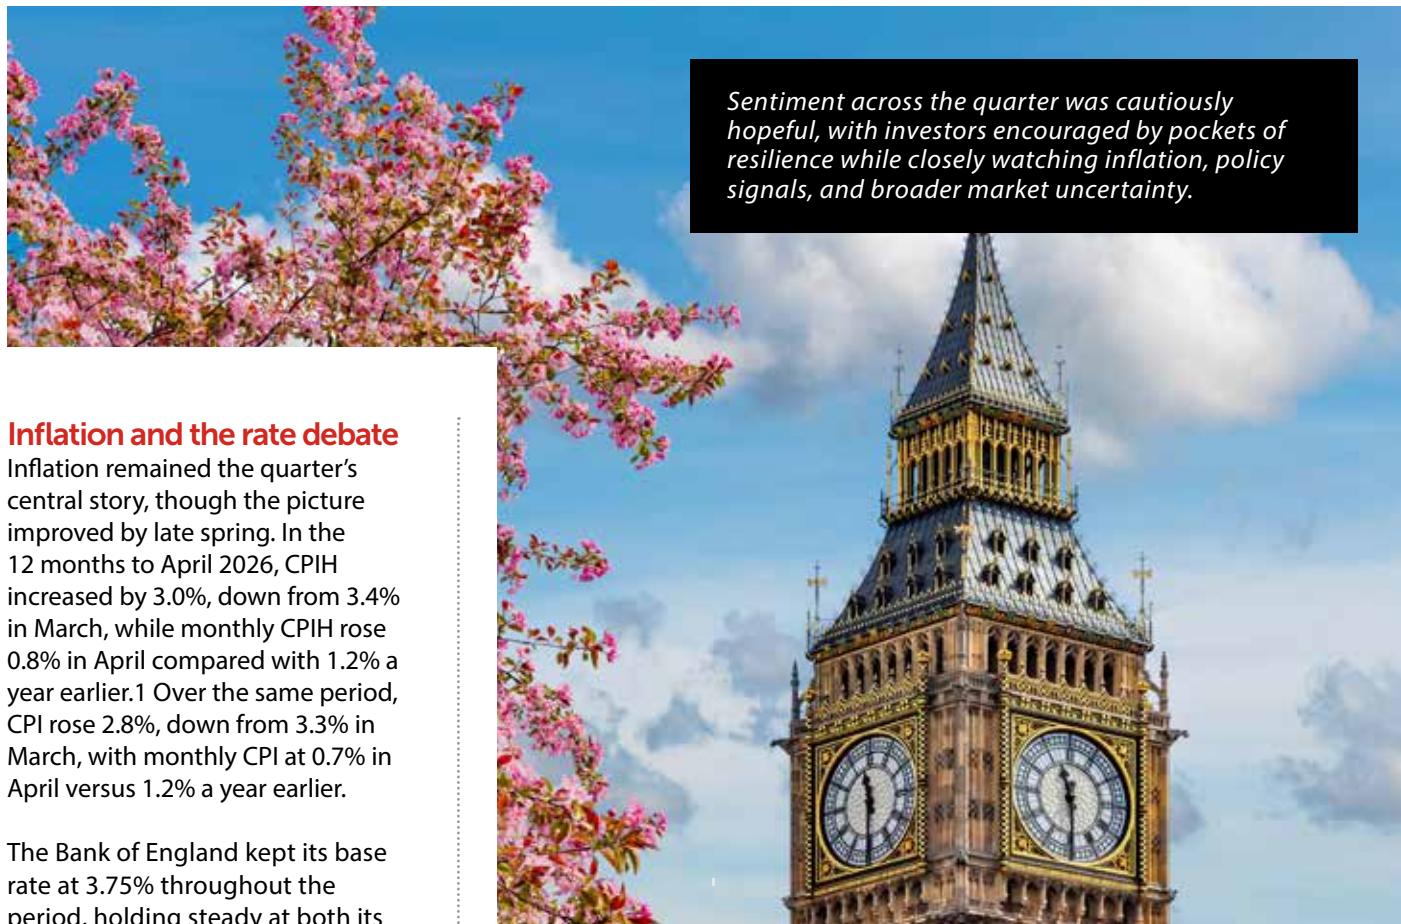 Sentiment across the quarter was cautiously
hopeful, with investors encouraged by pockets of
resilience while closely watching inflation, policy
signals, and broader market uncertainty.
Inflation and the rate debate
Inflation remained the quarter’s
central story, though the picture
improved by late spring. In the
12 months to April 2026, CPIH
increased by 3.0%, down from 3.4%
in March, while monthly CPIH rose
0.8% in April compared with 1.2% a
year earlier.1 Over the same period,
CPI rose 2.8%, down from 3.3% in
March, with monthly CPI at 0.7% in
April versus 1.2% a year earlier.
The Bank of England kept its base
rate at 3.75% throughout the
period, holding steady at both its